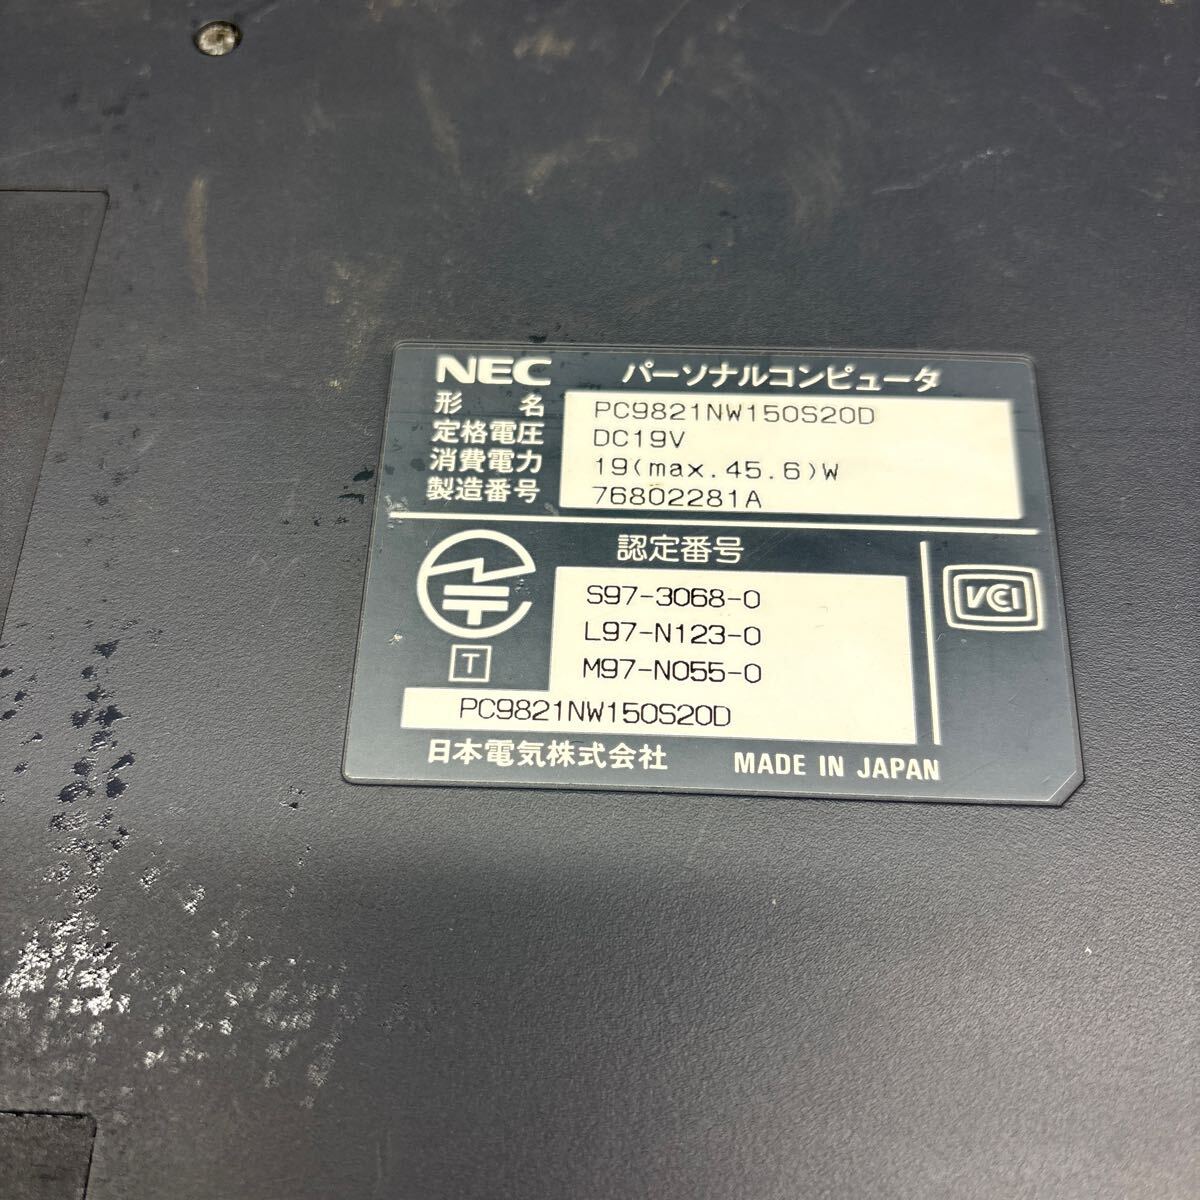 NEC パーソナルコンピュータ
形 名 PC9821NW150S20D
定格電圧 DC19V
消費電力 19(max.45.6)W
製造番号 76802281A
認定番号
S97-3068-0
L97-N123-0
M97-N055-0
T
VCI
PC9821NW150S20D
日本電気株式会社 MADE IN JAPAN